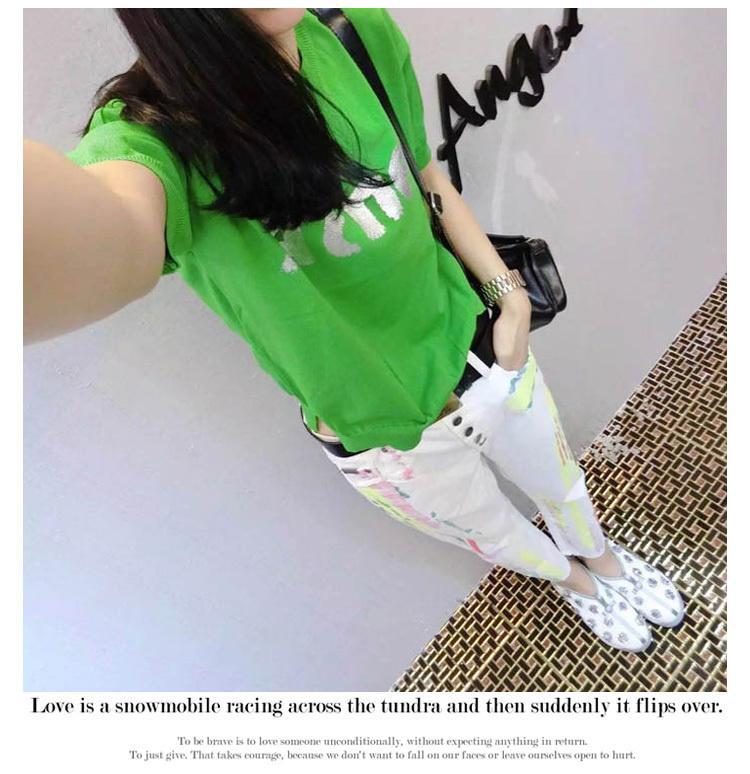 Angel
Love is a snowmobile racing across the tundra and then suddenly it flips over.
To be brave is to love someone unconditionally, without expecting anything in return.
To just give. That takes courage, because we don't want to fall on our faces or leave ourselves open to hurt.